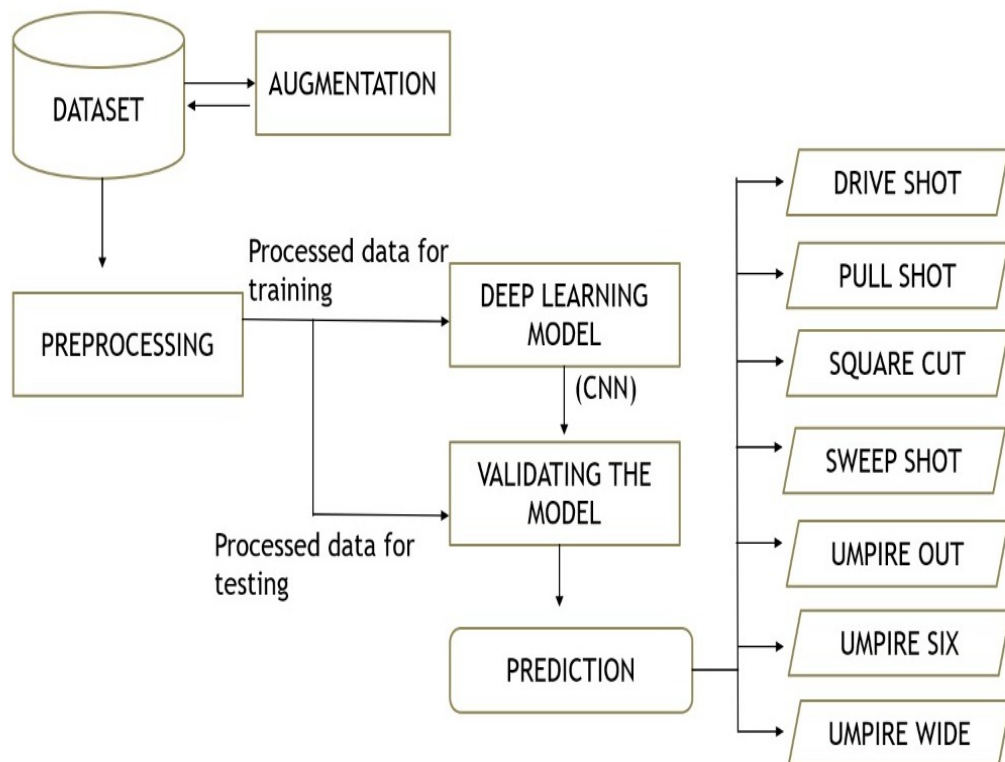 DATASET
AUGMENTATION
PREPROCESSING
Processed data for
training
DEEP LEARNING
MODEL
(CNN)
VALIDATING THE
MODEL
Processed data for
testing
PREDICTION
DRIVE SHOT
PULL SHOT
SQUARE CUT
SWEEP SHOT
UMPIRE OUT
UMPIRE SIX
UMPIRE WIDE